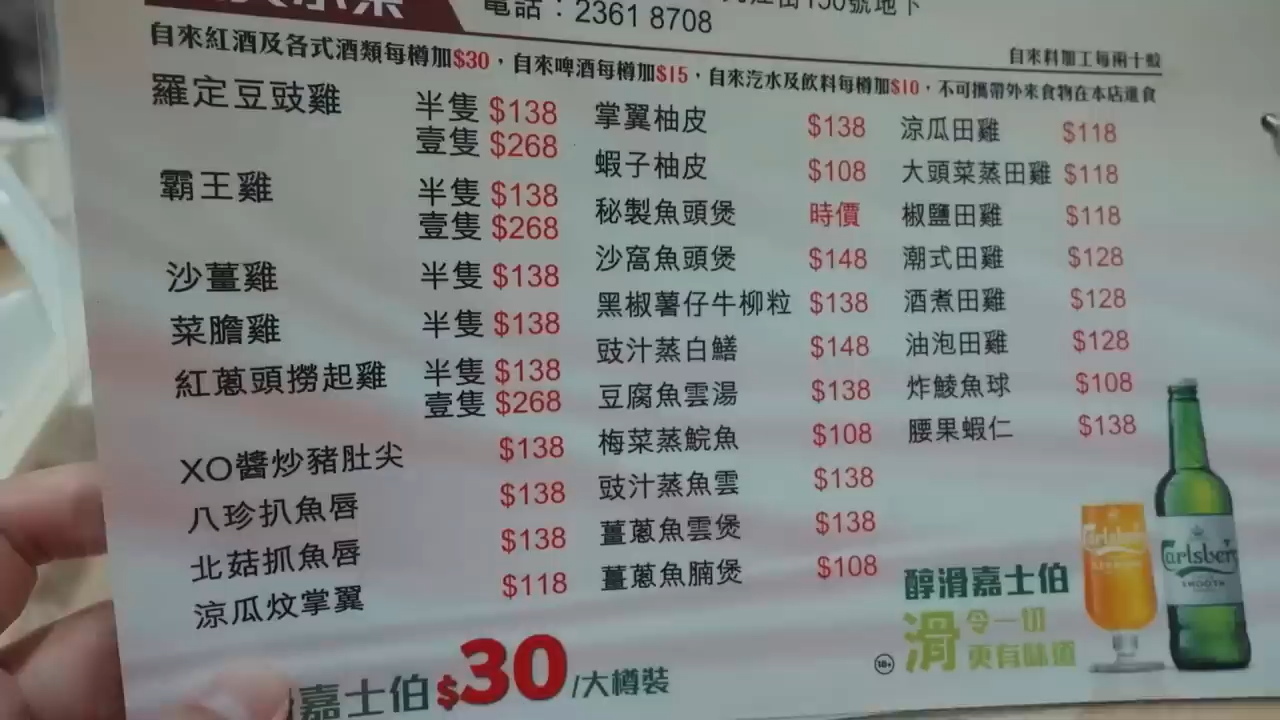 電話：2361 8708
150號地下
自來紅酒及各式酒類每樽加$30，自來啤酒每樽加$15，自來汽水及飲料每樽加$10，不可攜帶外來食物在本店進食
自來料加工每兩十蚊
羅定豆豉雞 半隻 $138
壹隻 $268
霸王雞 半隻 $138
壹隻 $268
沙薑雞 半隻 $138
菜膽雞 半隻 $138
紅蔥頭撈起雞 半隻 $138
壹隻 $268
XO醬炒豬肚尖 $138
八珍扒魚唇 $138
北菇抓魚唇 $138
涼瓜炆掌翼 $118
掌翼柚皮 $138
蝦子柚皮 $108
秘製魚頭煲 時價
沙窩魚頭煲 $148
黑椒薯仔牛柳粒 $138
豉汁蒸白鱔 $148
豆腐魚雲湯 $138
梅菜蒸鯇魚 $108
豉汁蒸魚雲 $138
薑蔥魚雲煲 $138
薑蔥魚腩煲 $108
涼瓜田雞 $118
大頭菜蒸田雞 $118
椒鹽田雞 $118
潮式田雞 $128
酒煮田雞 $128
油泡田雞 $128
炸鯪魚球 $108
腰果蝦仁 $138
嘉士伯$30/大樽裝
醇滑嘉士伯
滑 令一切
更有味道
18+
Carlsberg
Carlsberg
SMOOTH